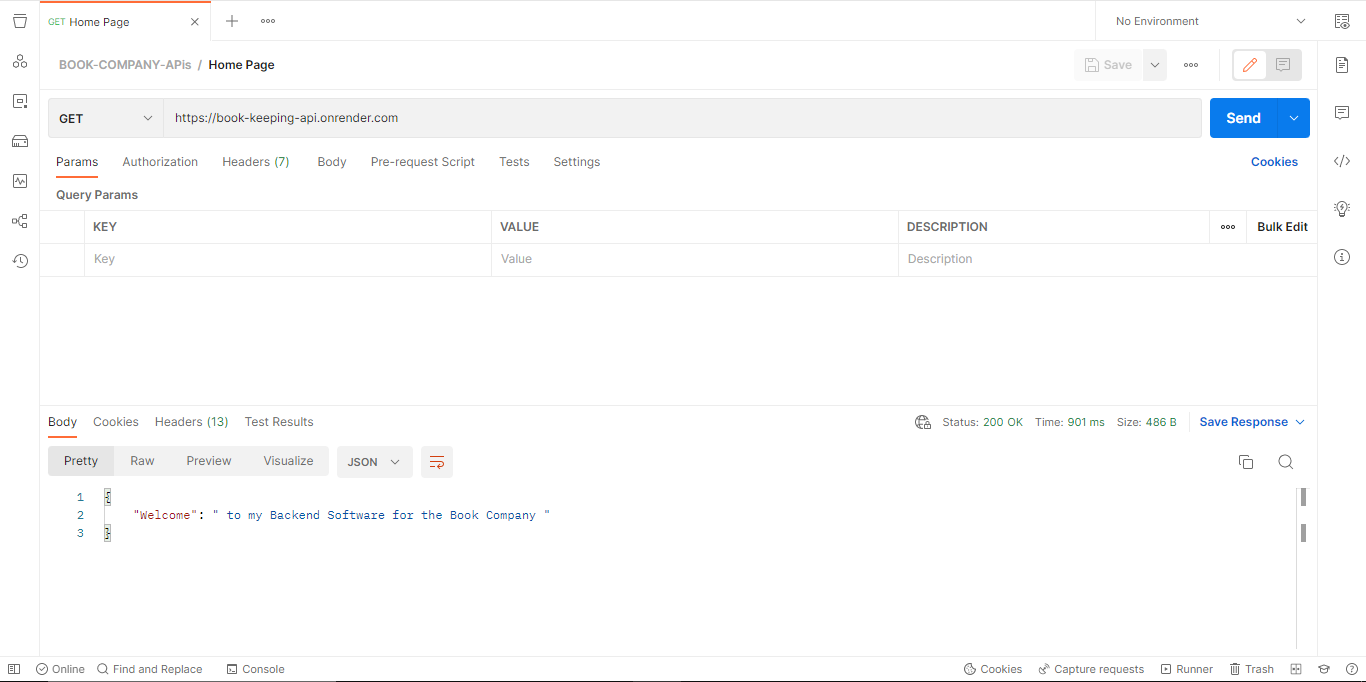 GET Home Page
No Environment
BOOK-COMPANY-APIs / Home Page
Save
GET https://book-keeping-api.onrender.com Send
Params Authorization Headers (7) Body Pre-request Script Tests Settings Cookies
Query Params
KEY VALUE DESCRIPTION Bulk Edit
Key Value Description
Body Cookies Headers (13) Test Results Status: 200 OK Time: 901 ms Size: 486 B Save Response
Pretty Raw Preview Visualize JSON
1 {
2 "Welcome": " to my Backend Software for the Book Company "
3 }
Online Find and Replace Console Cookies Capture requests Runner Trash